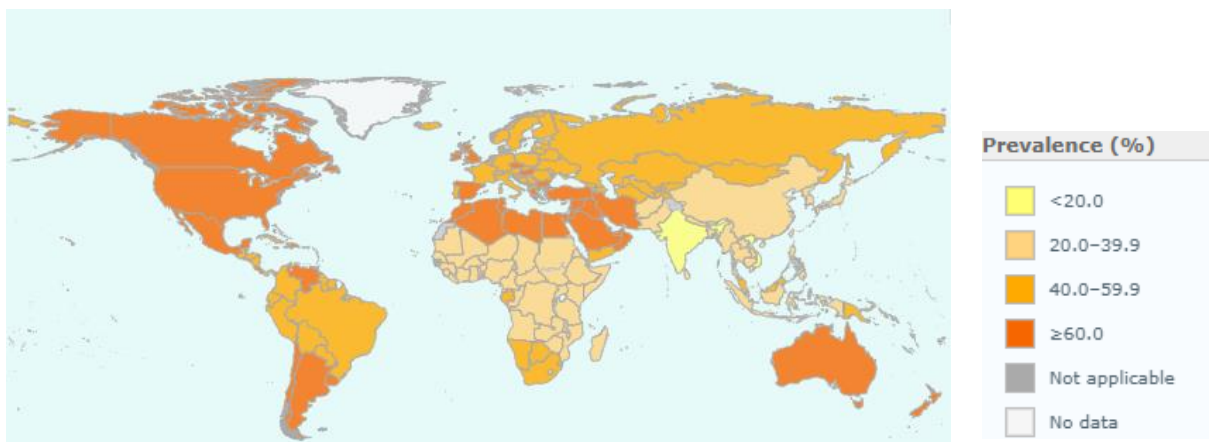 Prevalence (%)
<20.0
20.0–39.9
40.0–59.9
≥60.0
Not applicable
No data